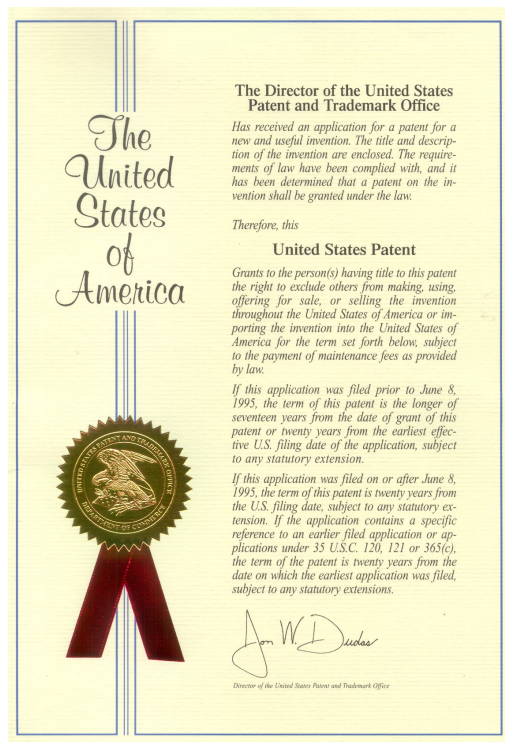 The
United
States
of
America
The Director of the United States
Patent and Trademark Office
Has received an application for a patent for a
new and useful invention. The title and descrip-
tion of the invention are enclosed. The require-
ments of law have been complied with, and it
has been determined that a patent on the in-
vention shall be granted under the law.
Therefore, this
United States Patent
Grants to the person(s) having title to this patent
the right to exclude others from making, using,
offering for sale, or selling the invention
throughout the United States of America or im-
porting the invention into the United States of
America for the term set forth below, subject
to the payment of maintenance fees as provided
by law.
If this application was filed prior to June 8,
1995, the term of this patent is the longer of
seventeen years from the date of grant of this
patent or twenty years from the earliest effec-
tive U.S. filing date of the application, subject
to any statutory extension.
If this application was filed on or after June 8,
1995, the term of this patent is twenty years from
the U.S. filing date, subject to any statutory ex-
tension. If the application contains a specific
reference to an earlier filed application or ap-
plications under 35 U.S.C. 120, 121 or 365(c),
the term of the patent is twenty years from the
date on which the earliest application was filed,
subject to any statutory extensions.
Jon W. Dudas
Director of the United States Patent and Trademark Office
UNITED STATES PATENT AND TRADEMARK OFFICE
DEPARTMENT OF COMMERCE